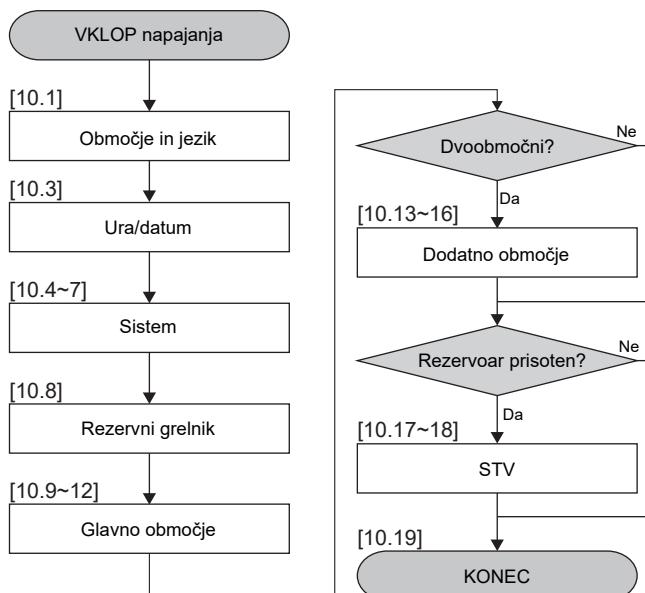 VKLOP napajanja
[10.1]
Območje in jezik
[10.3]
Ura/datum
[10.4~7]
Sistem
[10.8]
Rezervni grelnik
[10.9~12]
Glavno območje
Dvoobmočni?
Ne
Da
[10.13~16]
Dodatno območje
Rezervoar prisoten?
Ne
Da
[10.17~18]
STV
[10.19]
KONEC